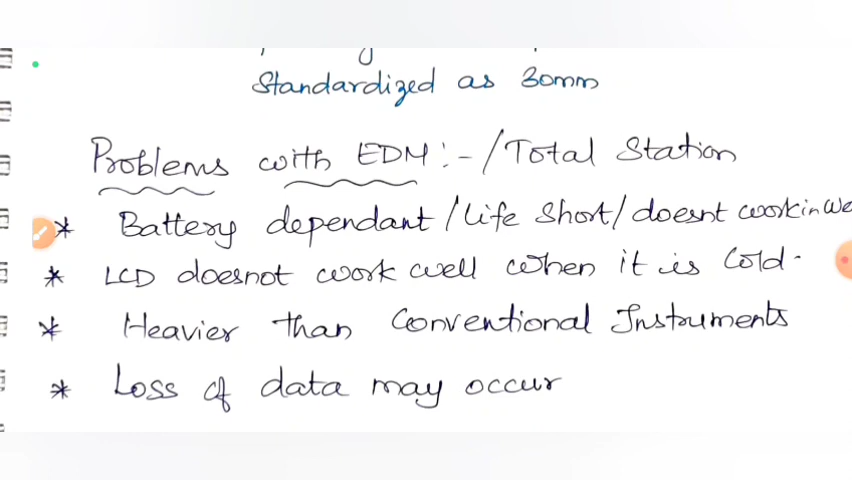 Standardized as 30mm
Problems with EDM:-/Total Station
* Battery dependant/life short/doesnt work in We
* LCD doesnot work well when it is Cold.
* Heavier than Conventional Instruments
* Loss of data may occur